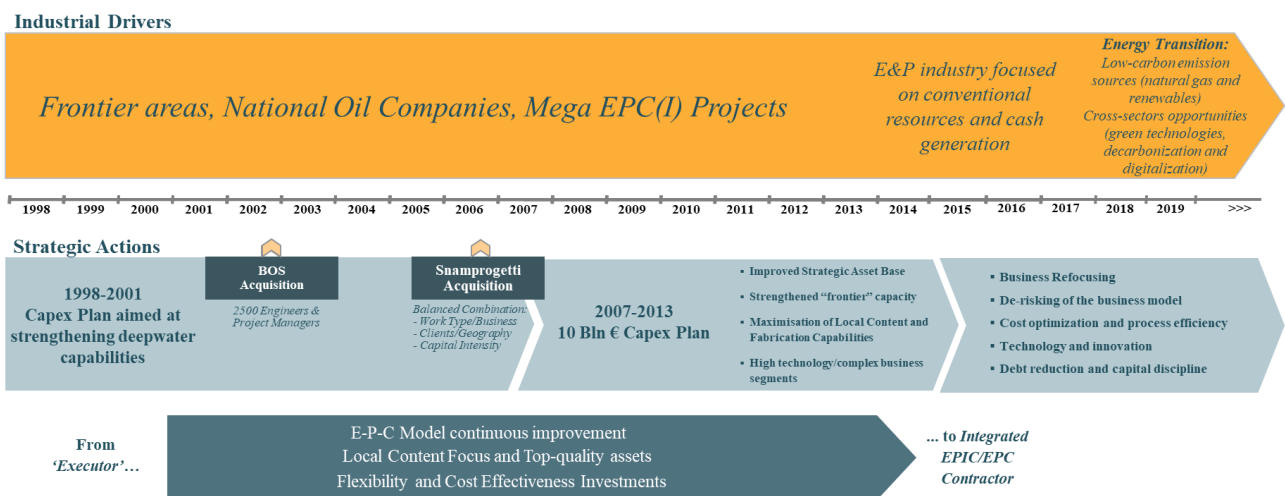 Industrial Drivers
Frontier areas, National Oil Companies, Mega EPC(I) Projects
E&P industry focused
on conventional
resources and cash
generation
Energy Transition:
Low-carbon emission
sources (natural gas and
renewables)
Cross-sectors opportunities
(green technologies,
decarbonization and
digitalization)
1998 1999 2000 2001 2002 2003 2004 2005 2006 2007 2008 2009 2010 2011 2012 2013 2014 2015 2016 2017 2018 2019 >>>
Strategic Actions
1998-2001
Capex Plan aimed at
strengthening deepwater
capabilities
BOS
Acquisition
2500 Engineers &
Project Managers
Snamprogetti
Acquisition
Balanced Combination:
- Work Type/Business
- Clients/Geography
- Capital Intensity
2007-2013
10 Bln € Capex Plan
▪ Improved Strategic Asset Base
▪ Strengthened “frontier” capacity
▪ Maximisation of Local Content and
Fabrication Capabilities
▪ High technology/complex business
segments
▪ Business Refocusing
▪ De-risking of the business model
▪ Cost optimization and process efficiency
▪ Technology and innovation
▪ Debt reduction and capital discipline
From
‘Executor’…
E-P-C Model continuous improvement
Local Content Focus and Top-quality assets
Flexibility and Cost Effectiveness Investments
... to Integrated
EPIC/EPC
Contractor